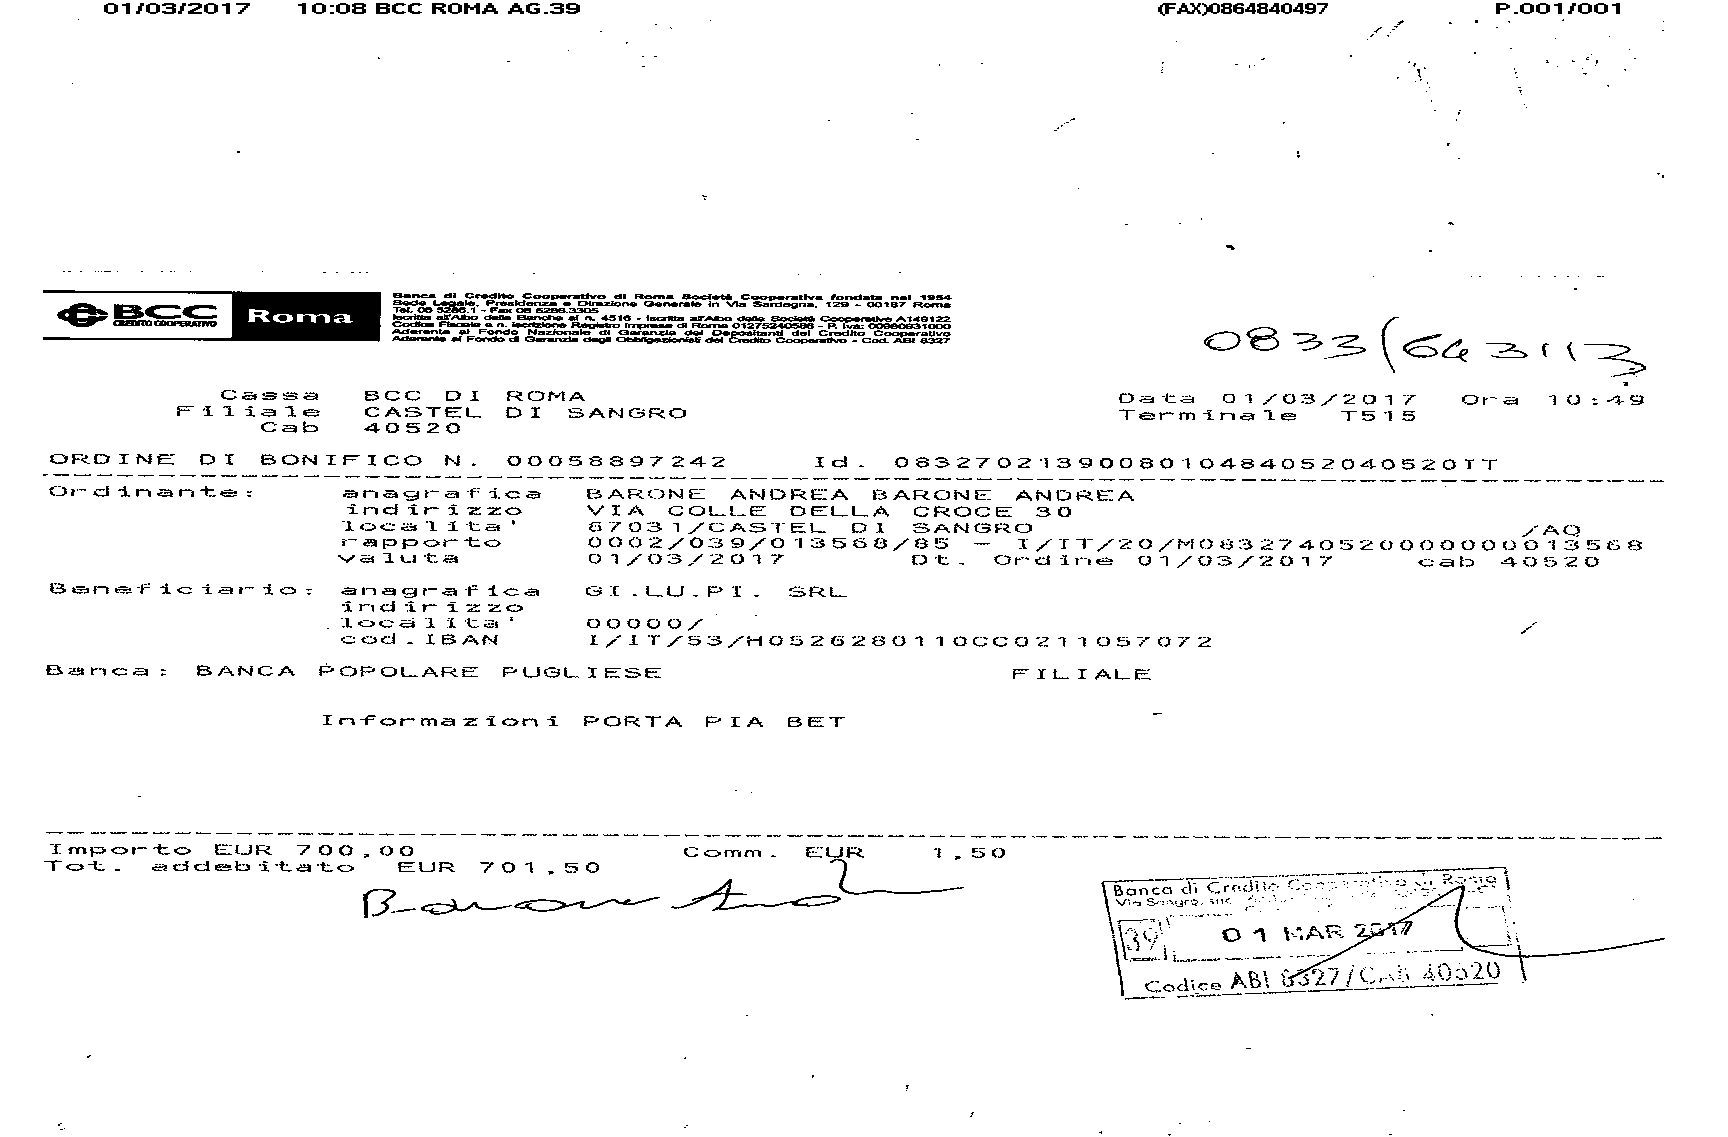 01/03/2017 10:08 BCC ROMA AG.39 (FAX)0864840497 P.001/001
BCC Roma
CREDITO COOPERATIVO
Banca di Credito Cooperativo di Roma Società Cooperativa fondata nel 1954
Sede Legale, Presidenza e Direzione Generale in Via Sardegna, 129 - 00187 Roma
Tel. 06 5286.1 - Fax 06 5286.3305
Iscritta all'Albo delle Banche al n. 4516 - Iscritta all'Albo delle Società Cooperative A149122
Codice Fiscale e n. iscrizione Registro Imprese di Roma 01275240586 - P. Iva: 00980931000
Aderente al Fondo Nazionale di Garanzia dei Depositanti del Credito Cooperativo
Aderente al Fondo di Garanzia degli Obbligazionisti del Credito Cooperativo - Cod. ABI 8327
0833/643113
Cassa BCC DI ROMA Data 01/03/2017 Ora 10:49
Filiale CASTEL DI SANGRO Terminale T515
Cab 40520
ORDINE DI BONIFICO N. 00058897242 Id. 0832702139008010484052040520IT
Ordinante: anagrafica BARONE ANDREA BARONE ANDREA
indirizzo VIA COLLE DELLA CROCE 30
localita' 67031/CASTEL DI SANGRO /AQ
rapporto 0002/039/013568/85 - I/IT/20/M0832740520000000013568
valuta 01/03/2017 Dt. Ordine 01/03/2017 cab 40520
Beneficiario: anagrafica GI.LU.PI. SRL
indirizzo
localita' 00000/ /
cod.IBAN I/IT/53/H0526280110CC0211057072
Banca: BANCA POPOLARE PUGLIESE FILIALE
Informazioni PORTA PIA BET
Importo EUR 700,00 Comm. EUR 1,50
Tot. addebitato EUR 701,50
Barone And
Banca di Credito Cooperativo di Roma
Via Sangro, snc
39 01 MAR 2017
Codice ABI 8327/CAB 40520